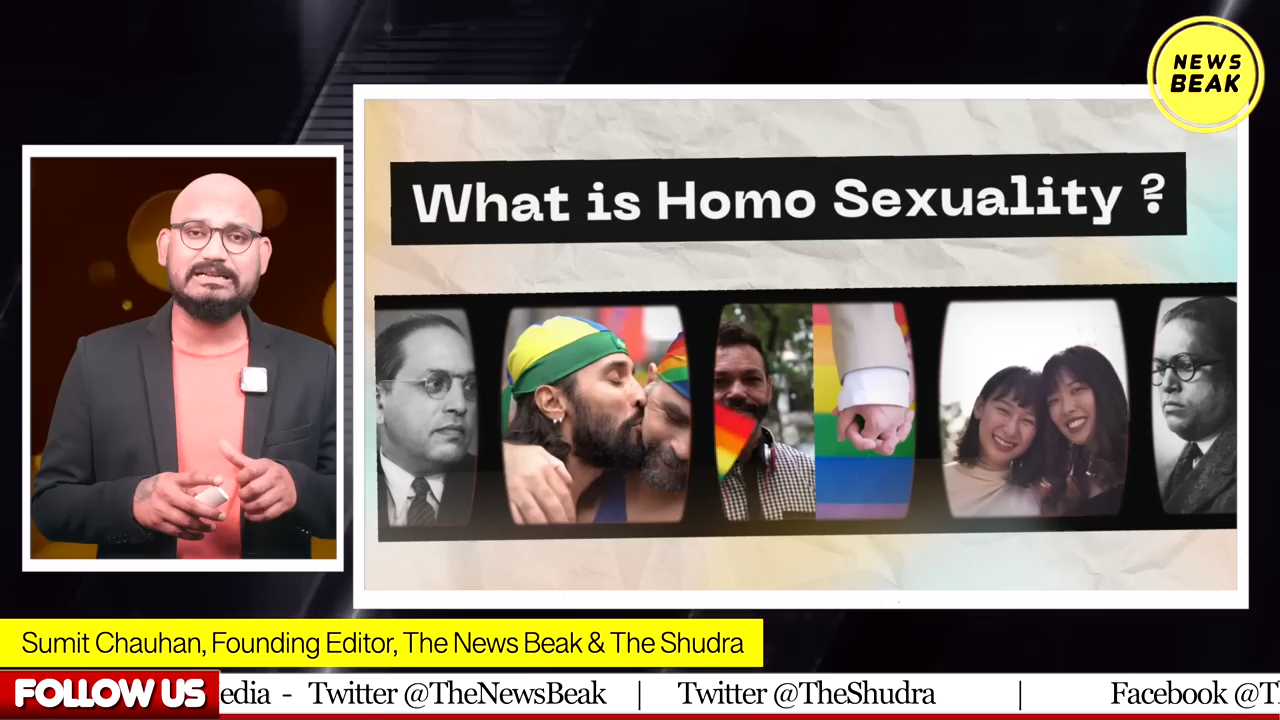 NEWS
BEAK
What is Homo Sexuality ?
Sumit Chauhan, Founding Editor, The News Beak & The Shudra
FOLLOW US
edia - Twitter @TheNewsBeak | Twitter @TheShudra | Facebook @T